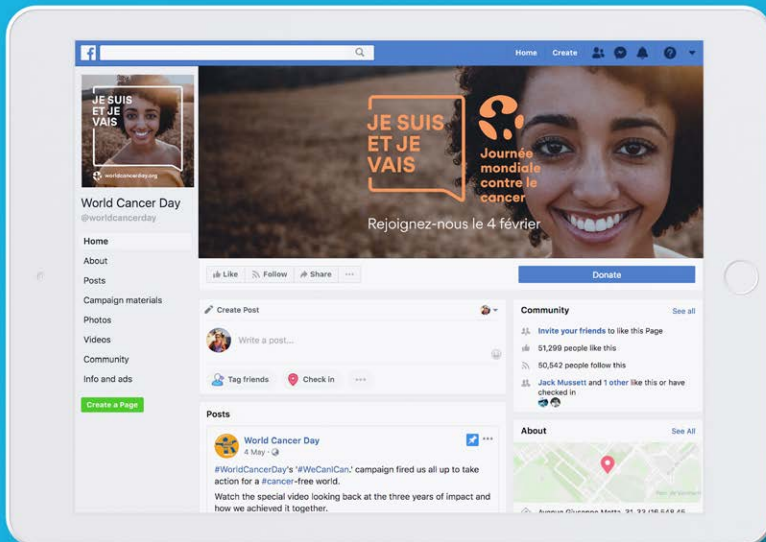 Home Create
JE SUIS
ET JE
VAIS
worldcancerday.org
World Cancer Day
@worldcancerday
Home
About
Posts
Campaign materials
Photos
Videos
Community
Info and ads
Create a Page
JE SUIS
ET JE
VAIS
Journée
mondiale
contre le
cancer
Rejoignez-nous le 4 février
Like Follow Share ...
Donate
Create Post
Write a post...
Tag friends Check in ...
Posts
World Cancer Day
4 May
#WorldCancerDay's '#WeCanICan.' campaign fired us all up to take
action for a #cancer-free world.
Watch the special video looking back at the three years of impact and
how we achieved it together.
Community See all
Invite your friends to like this Page
51,299 people like this
50,542 people follow this
Jack Mussett and 1 other like this or have
checked in
About See All
Avenue Giuseppe Motta, 31-33